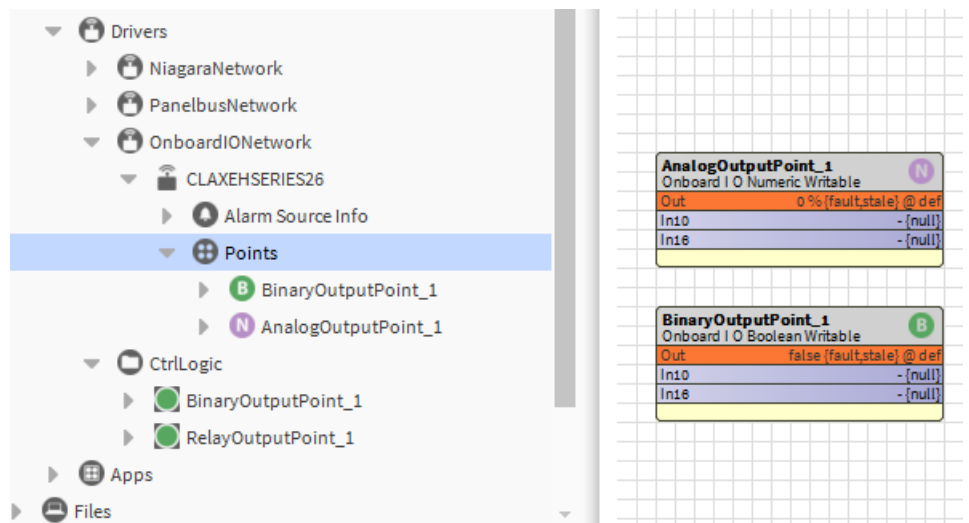 Drivers
NiagaraNetwork
PanelbusNetwork
OnboardIONetwork
CLAXEHSERIES26
Alarm Source Info
Points
B BinaryOutputPoint_1
N AnalogOutputPoint_1
CtrlLogic
BinaryOutputPoint_1
RelayOutputPoint_1
Apps
Files
AnalogOutputPoint_1
N
Onboard I O Numeric Writable
Out 0 % {fault,stale} @ def
In10 - {null}
In16 - {null}
BinaryOutputPoint_1
B
Onboard I O Boolean Writable
Out false {fault,stale} @ def
In10 - {null}
In16 - {null}